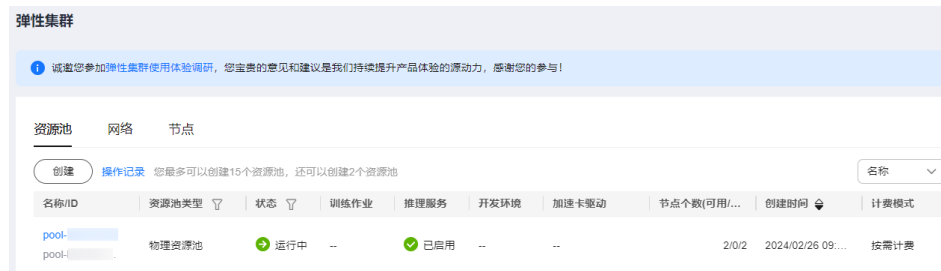 弹性集群
诚邀您参加弹性集群使用体验调研，您宝贵的意见和建议是我们持续提升产品体验的源动力，感谢您的参与！
资源池 网络 节点
创建 操作记录 您最多可以创建15个资源池，还可以创建2个资源池 名称
名称/ID 资源池类型 状态 训练作业 推理服务 开发环境 加速卡驱动 节点个数(可用/... 创建时间 计费模式
pool-
物理资源池 运行中 -- 已启用 -- -- 2/0/2 2024/02/26 09:... 按需计费
pool-